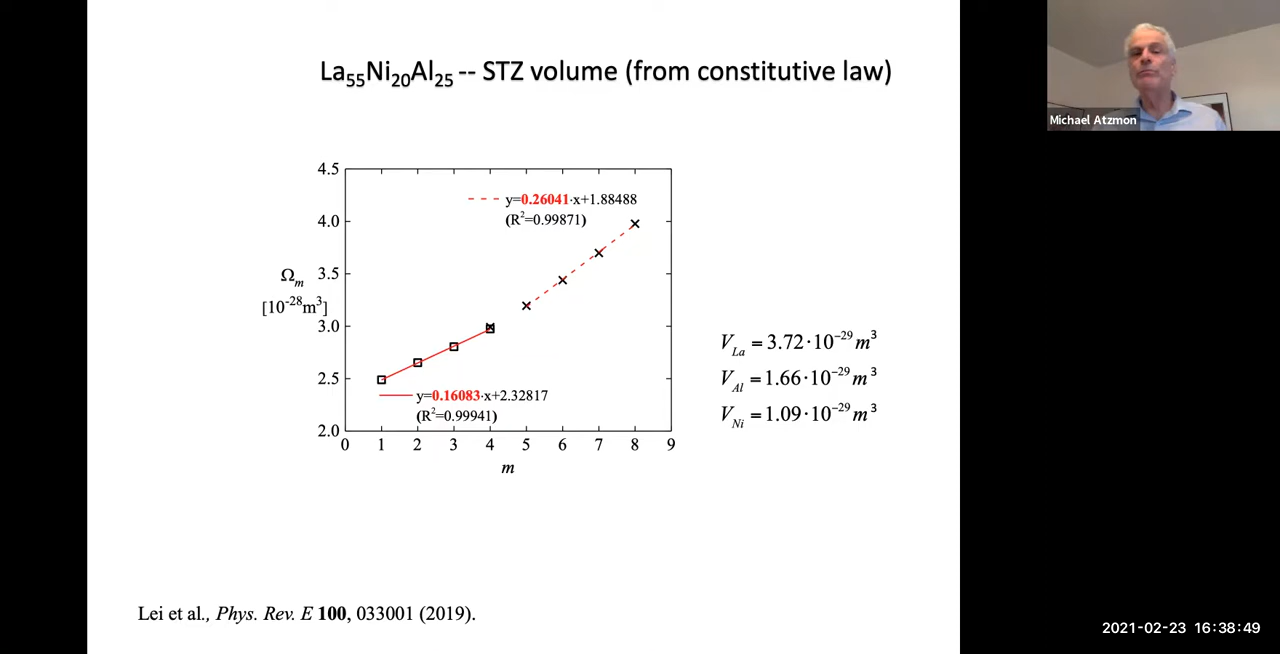 La₅₅Ni₂₀Al₂₅ -- STZ volume (from constitutive law)
Michael Atzmon
4.5
4.0
3.5
3.0
2.5
2.0
Ωₘ
[10⁻²⁸m³]
y=0.26041·x+1.88488
(R²=0.99871)
y=0.16083·x+2.32817
(R²=0.99941)
0 1 2 3 4 5 6 7 8 9
m
V_La = 3.72·10⁻²⁹ m³
V_Al = 1.66·10⁻²⁹ m³
V_Ni = 1.09·10⁻²⁹ m³
Lei et al., Phys. Rev. E 100, 033001 (2019).
2021-02-23 16:38:49